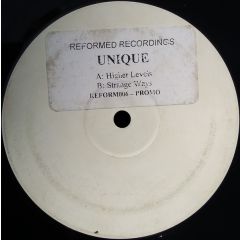 REFORMED RECORDINGS
UNIQUE
A: Higher Levels
B: Strange Ways
REFORM006 – PROMO